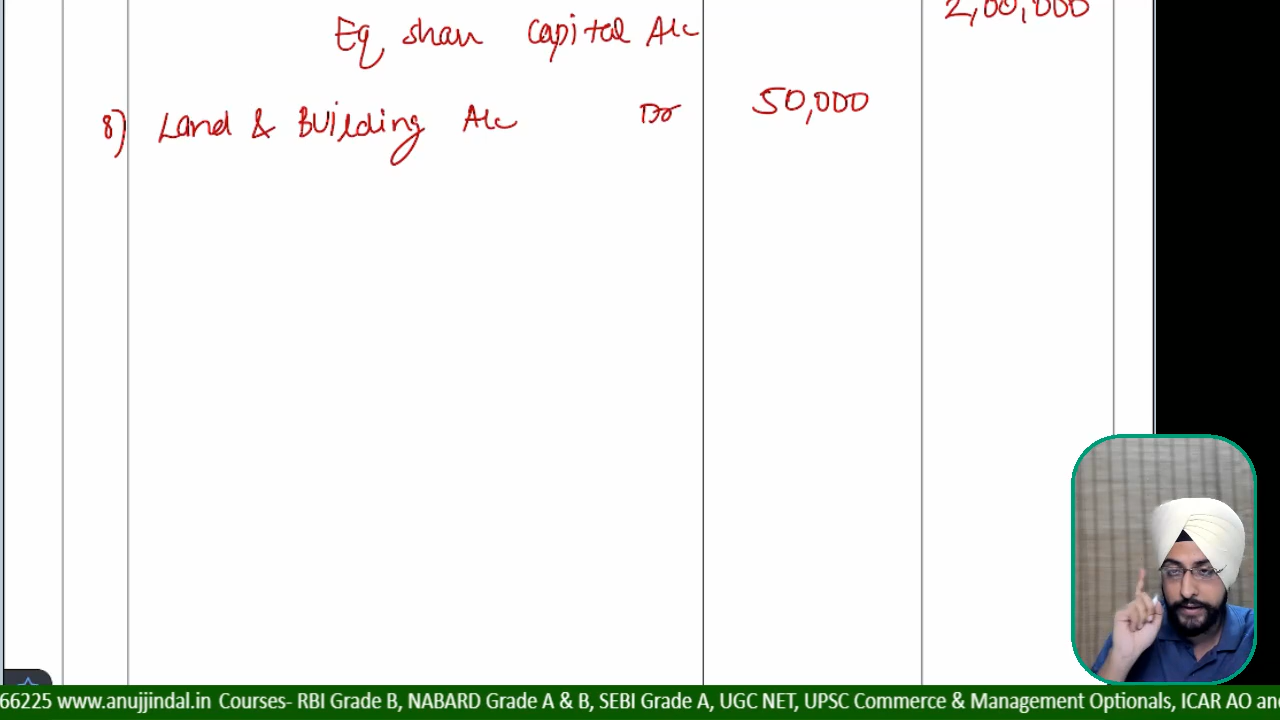 2,00,000
Eq share Capital A/c
8) Land & Building A/c Dr 50,000
66225 www.anujjindal.in Courses- RBI Grade B, NABARD Grade A & B, SEBI Grade A, UGC NET, UPSC Commerce & Management Optionals, ICAR AO an